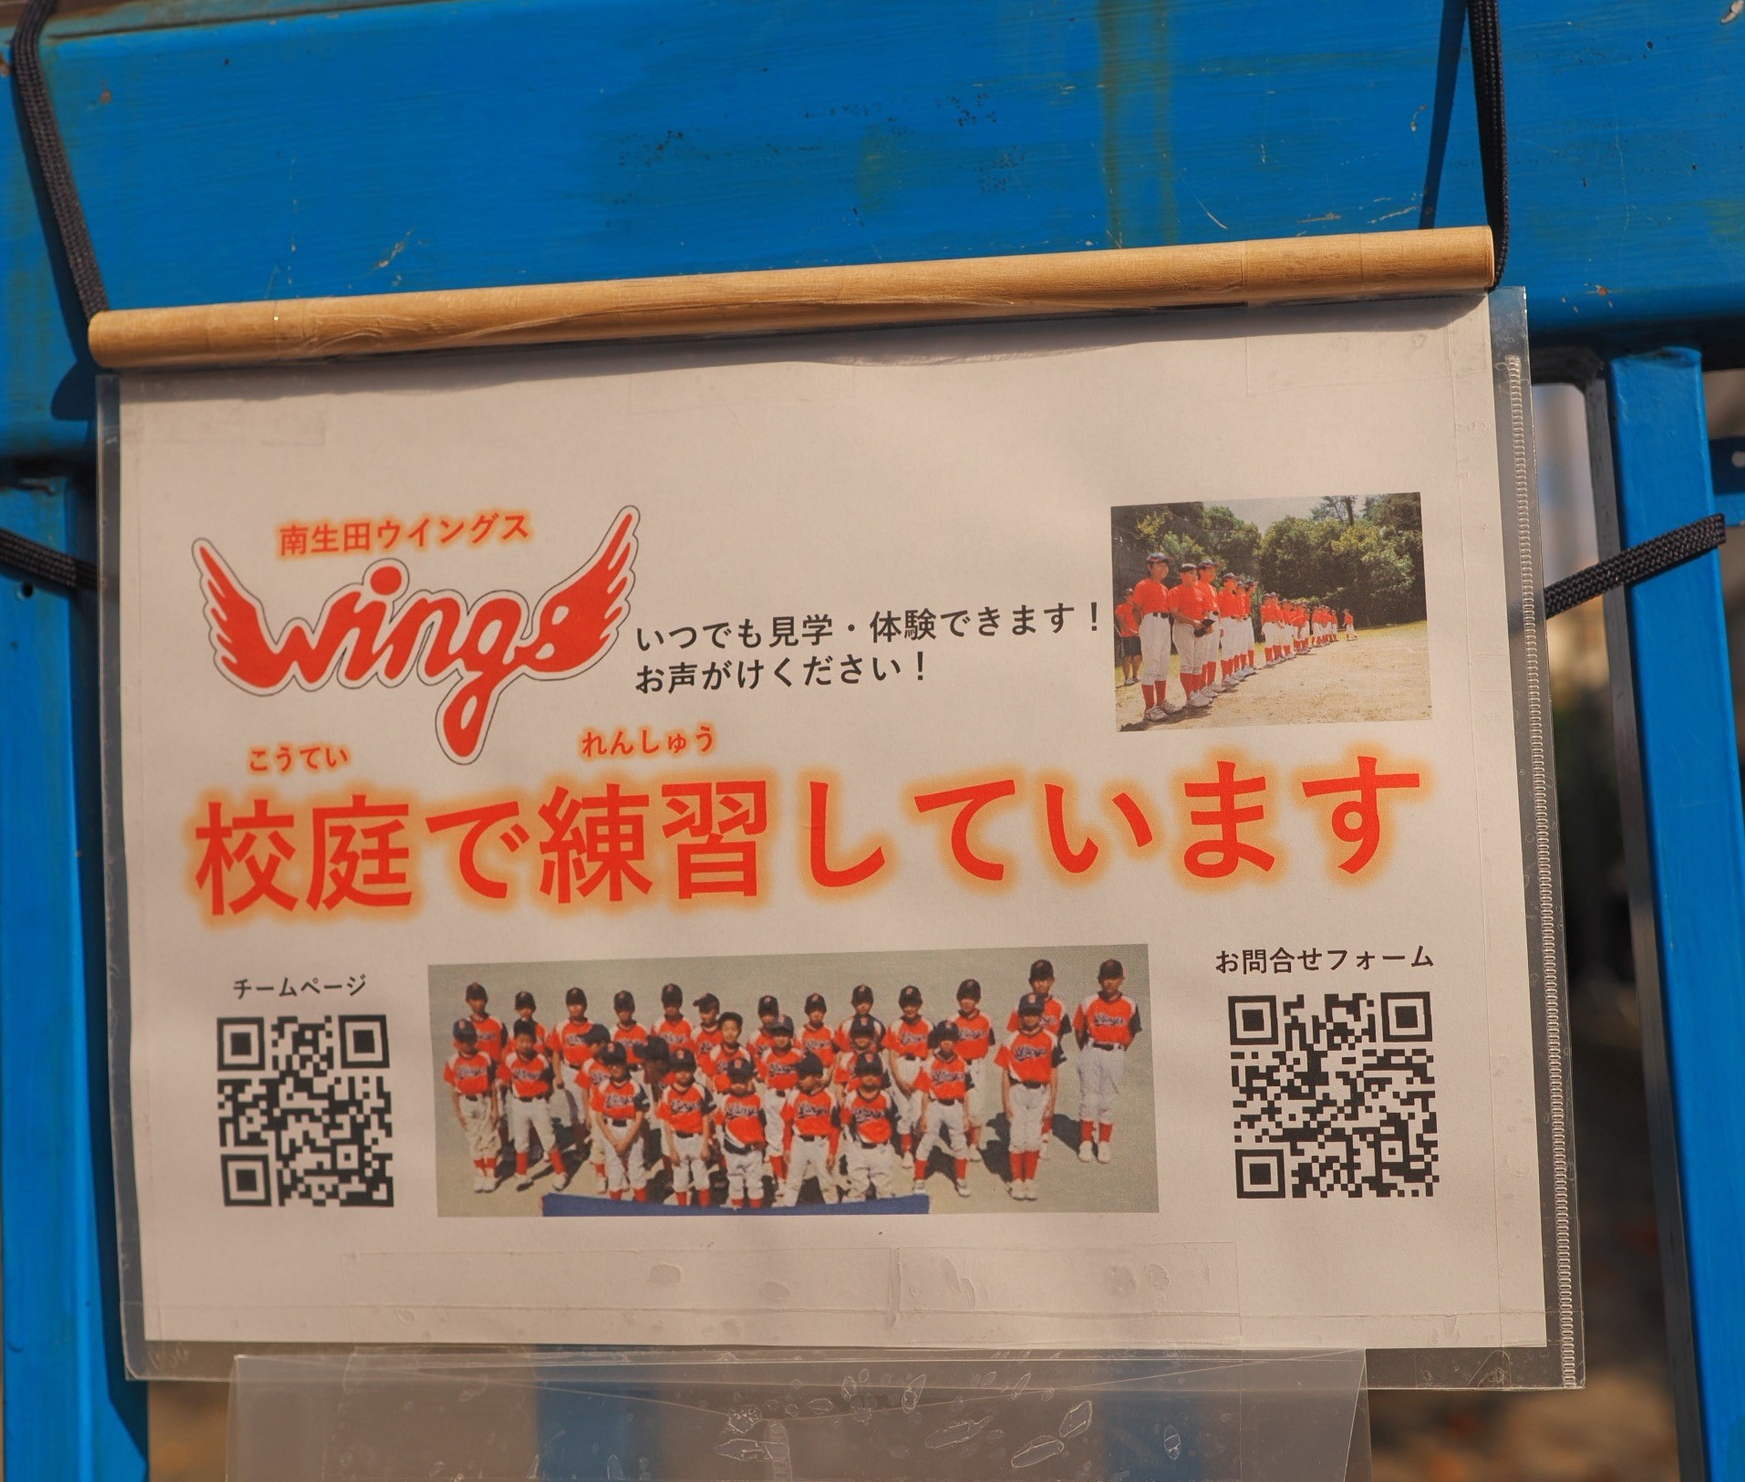 南生田ウイングス
wings
いつでも見学・体験できます！
お声がけください！
こうてい れんしゅう
校庭で練習しています
チームページ
お問合せフォーム